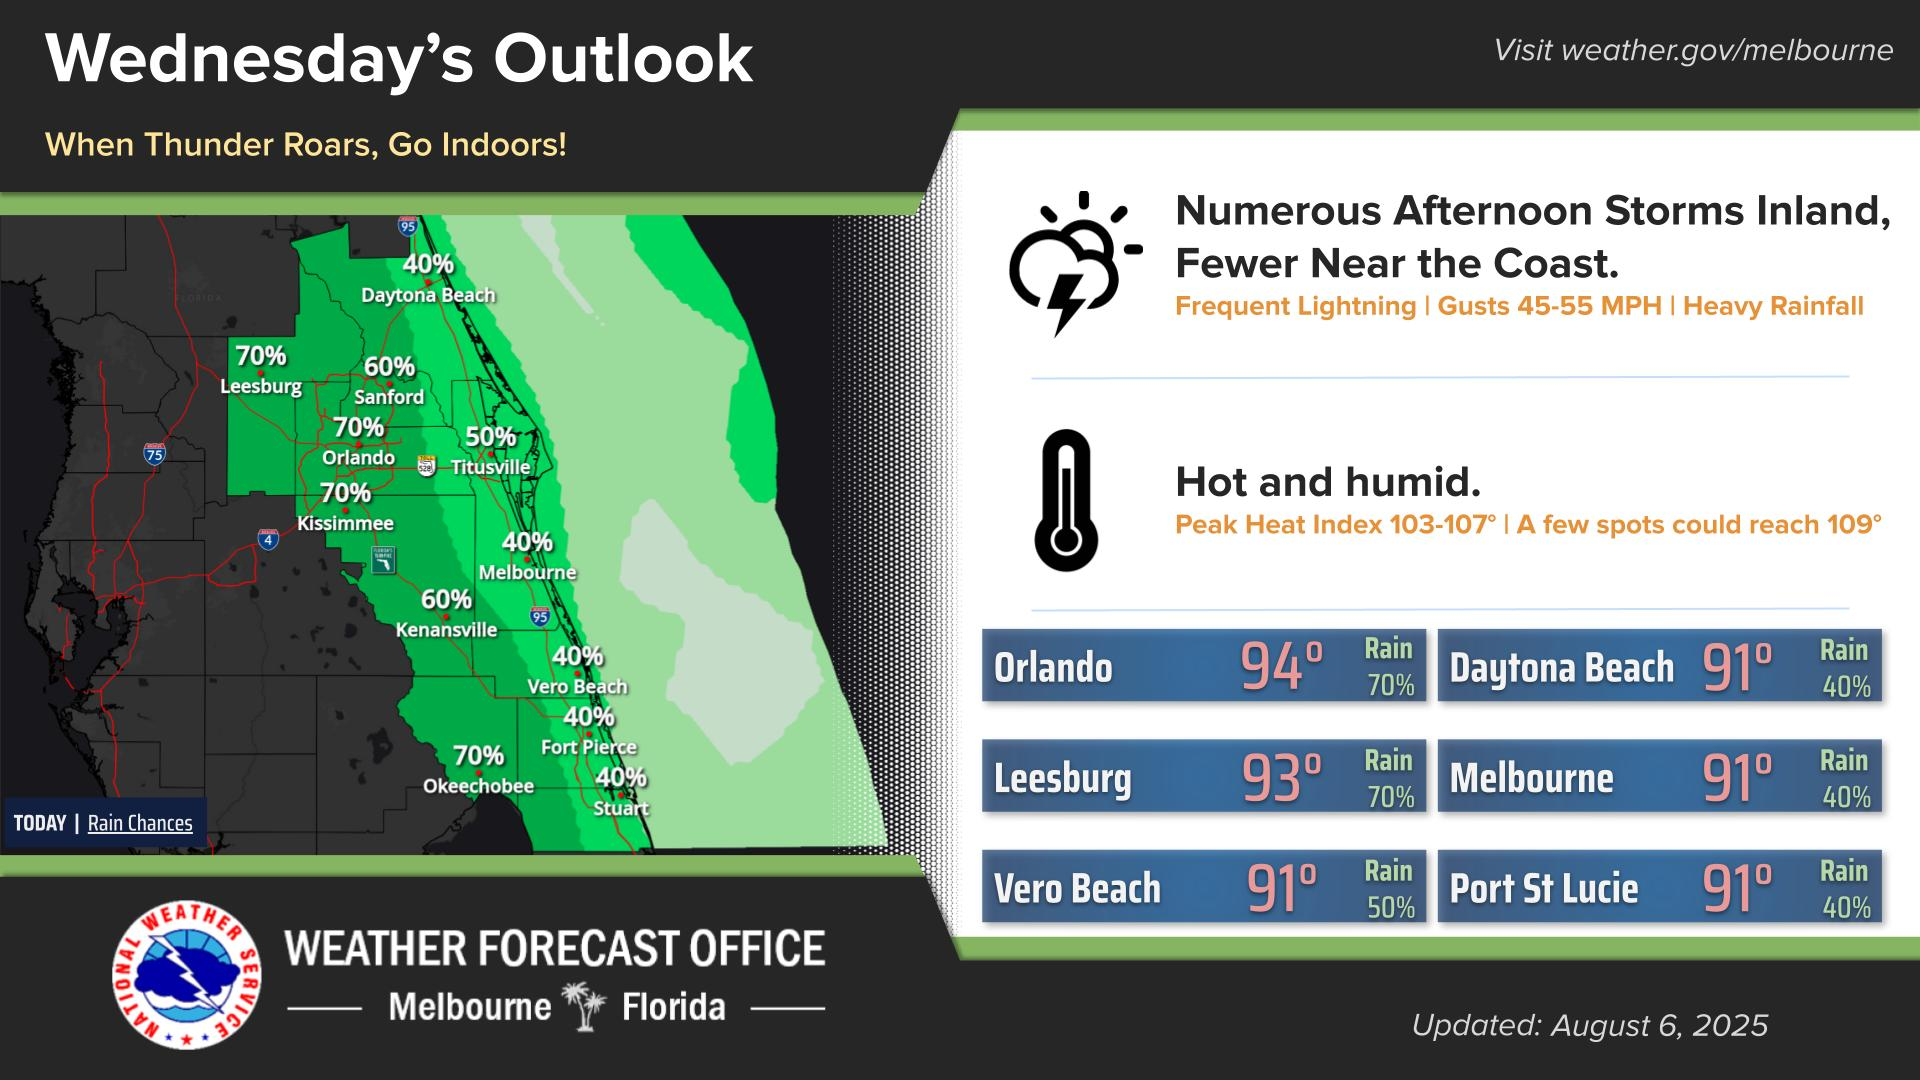 Wednesday's Outlook
Visit weather.gov/melbourne
When Thunder Roars, Go Indoors!
Numerous Afternoon Storms Inland,
Fewer Near the Coast.
Frequent Lightning | Gusts 45-55 MPH | Heavy Rainfall
Hot and humid.
Peak Heat Index 103-107° | A few spots could reach 109°
95
40%
Daytona Beach
FLORIDA
70%
Leesburg
60%
Sanford
70%
Orlando
50%
Titusville
TOLL
528
75
70%
Kissimmee
4
40%
Melbourne
60%
Kenansville
95
40%
Vero Beach
40%
Fort Pierce
70%
Okeechobee
40%
Stuart
TODAY | Rain Chances
Orlando 94° Rain 70%
Daytona Beach 91° Rain 40%
Leesburg 93° Rain 70%
Melbourne 91° Rain 40%
Vero Beach 91° Rain 50%
Port St Lucie 91° Rain 40%
NATIONAL WEATHER SERVICE
WEATHER FORECAST OFFICE
Melbourne Florida
Updated: August 6, 2025